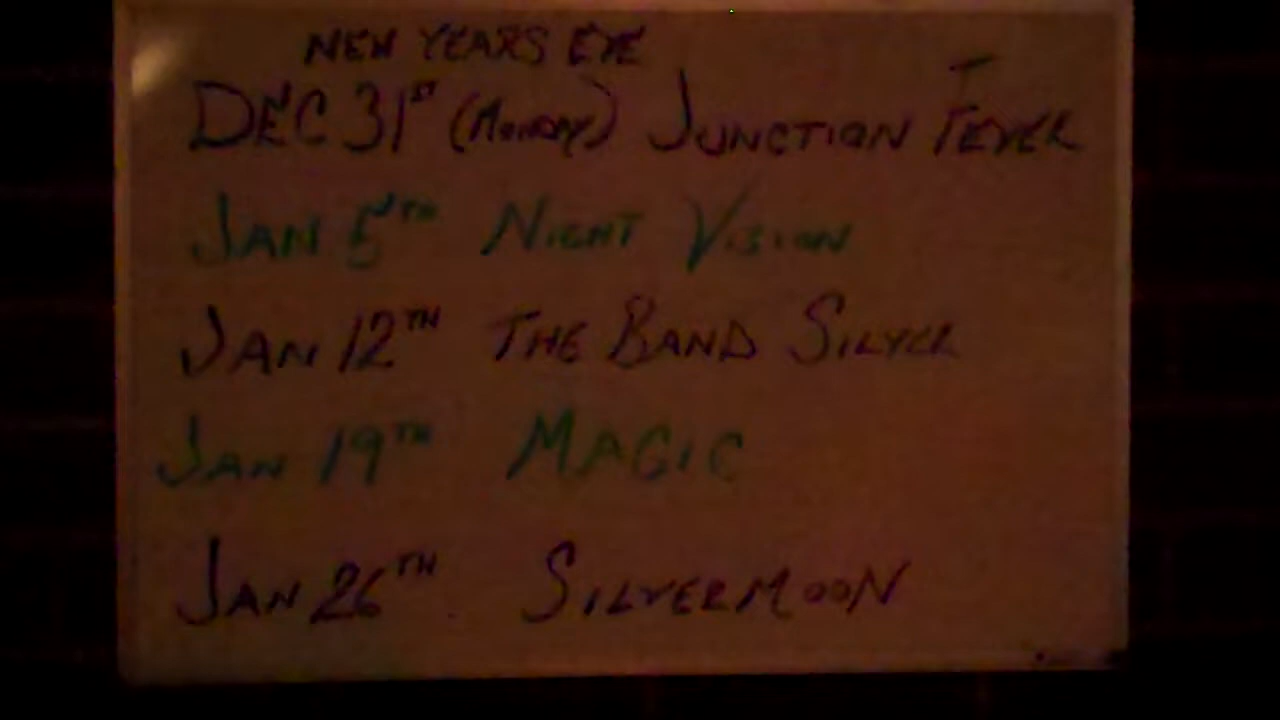 NEW YEARS EVE
DEC 31ST (MONDAY) JUNCTION FEVER
JAN 5TH NIGHT VISION
JAN 12TH THE BAND SILVER
JAN 19TH MAGIC
JAN 26TH SILVERMOON